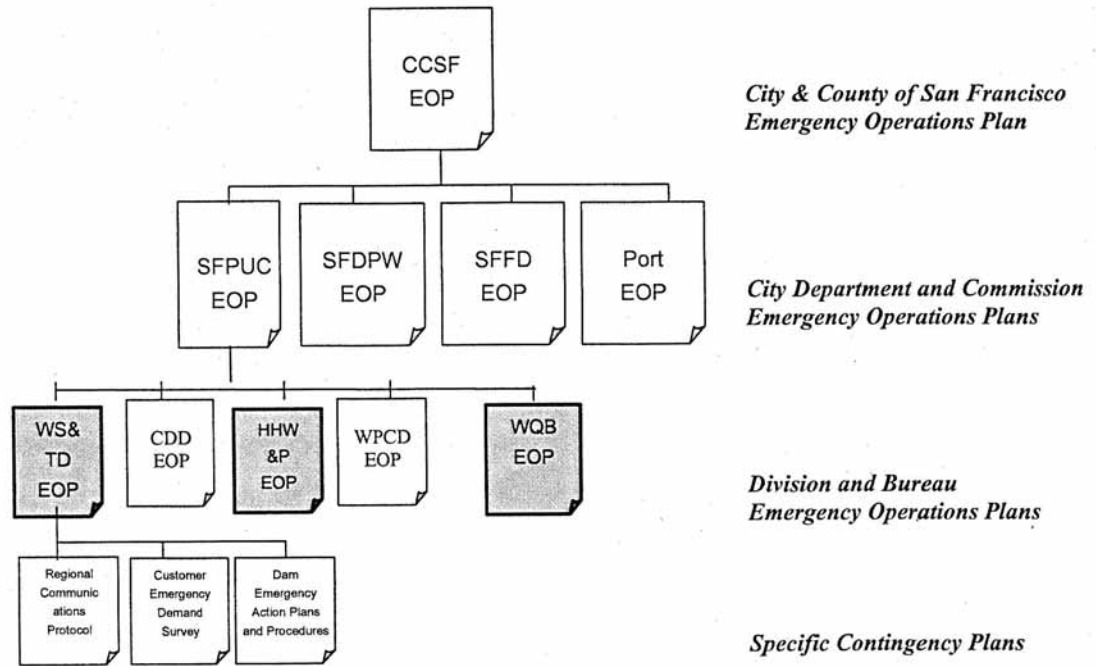 CCSF
EOP
City & County of San Francisco
Emergency Operations Plan
SFPUC
EOP
SFDPW
EOP
SFFD
EOP
Port
EOP
City Department and Commission
Emergency Operations Plans
WS&
TD
EOP
CDD
EOP
HHW
&P
EOP
WPCD
EOP
WQB
EOP
Division and Bureau
Emergency Operations Plans
Regional
Communic
ations
Protocol
Customer
Emergency
Demand
Survey
Dam
Emergency
Action Plans
and Procedures
Specific Contingency Plans